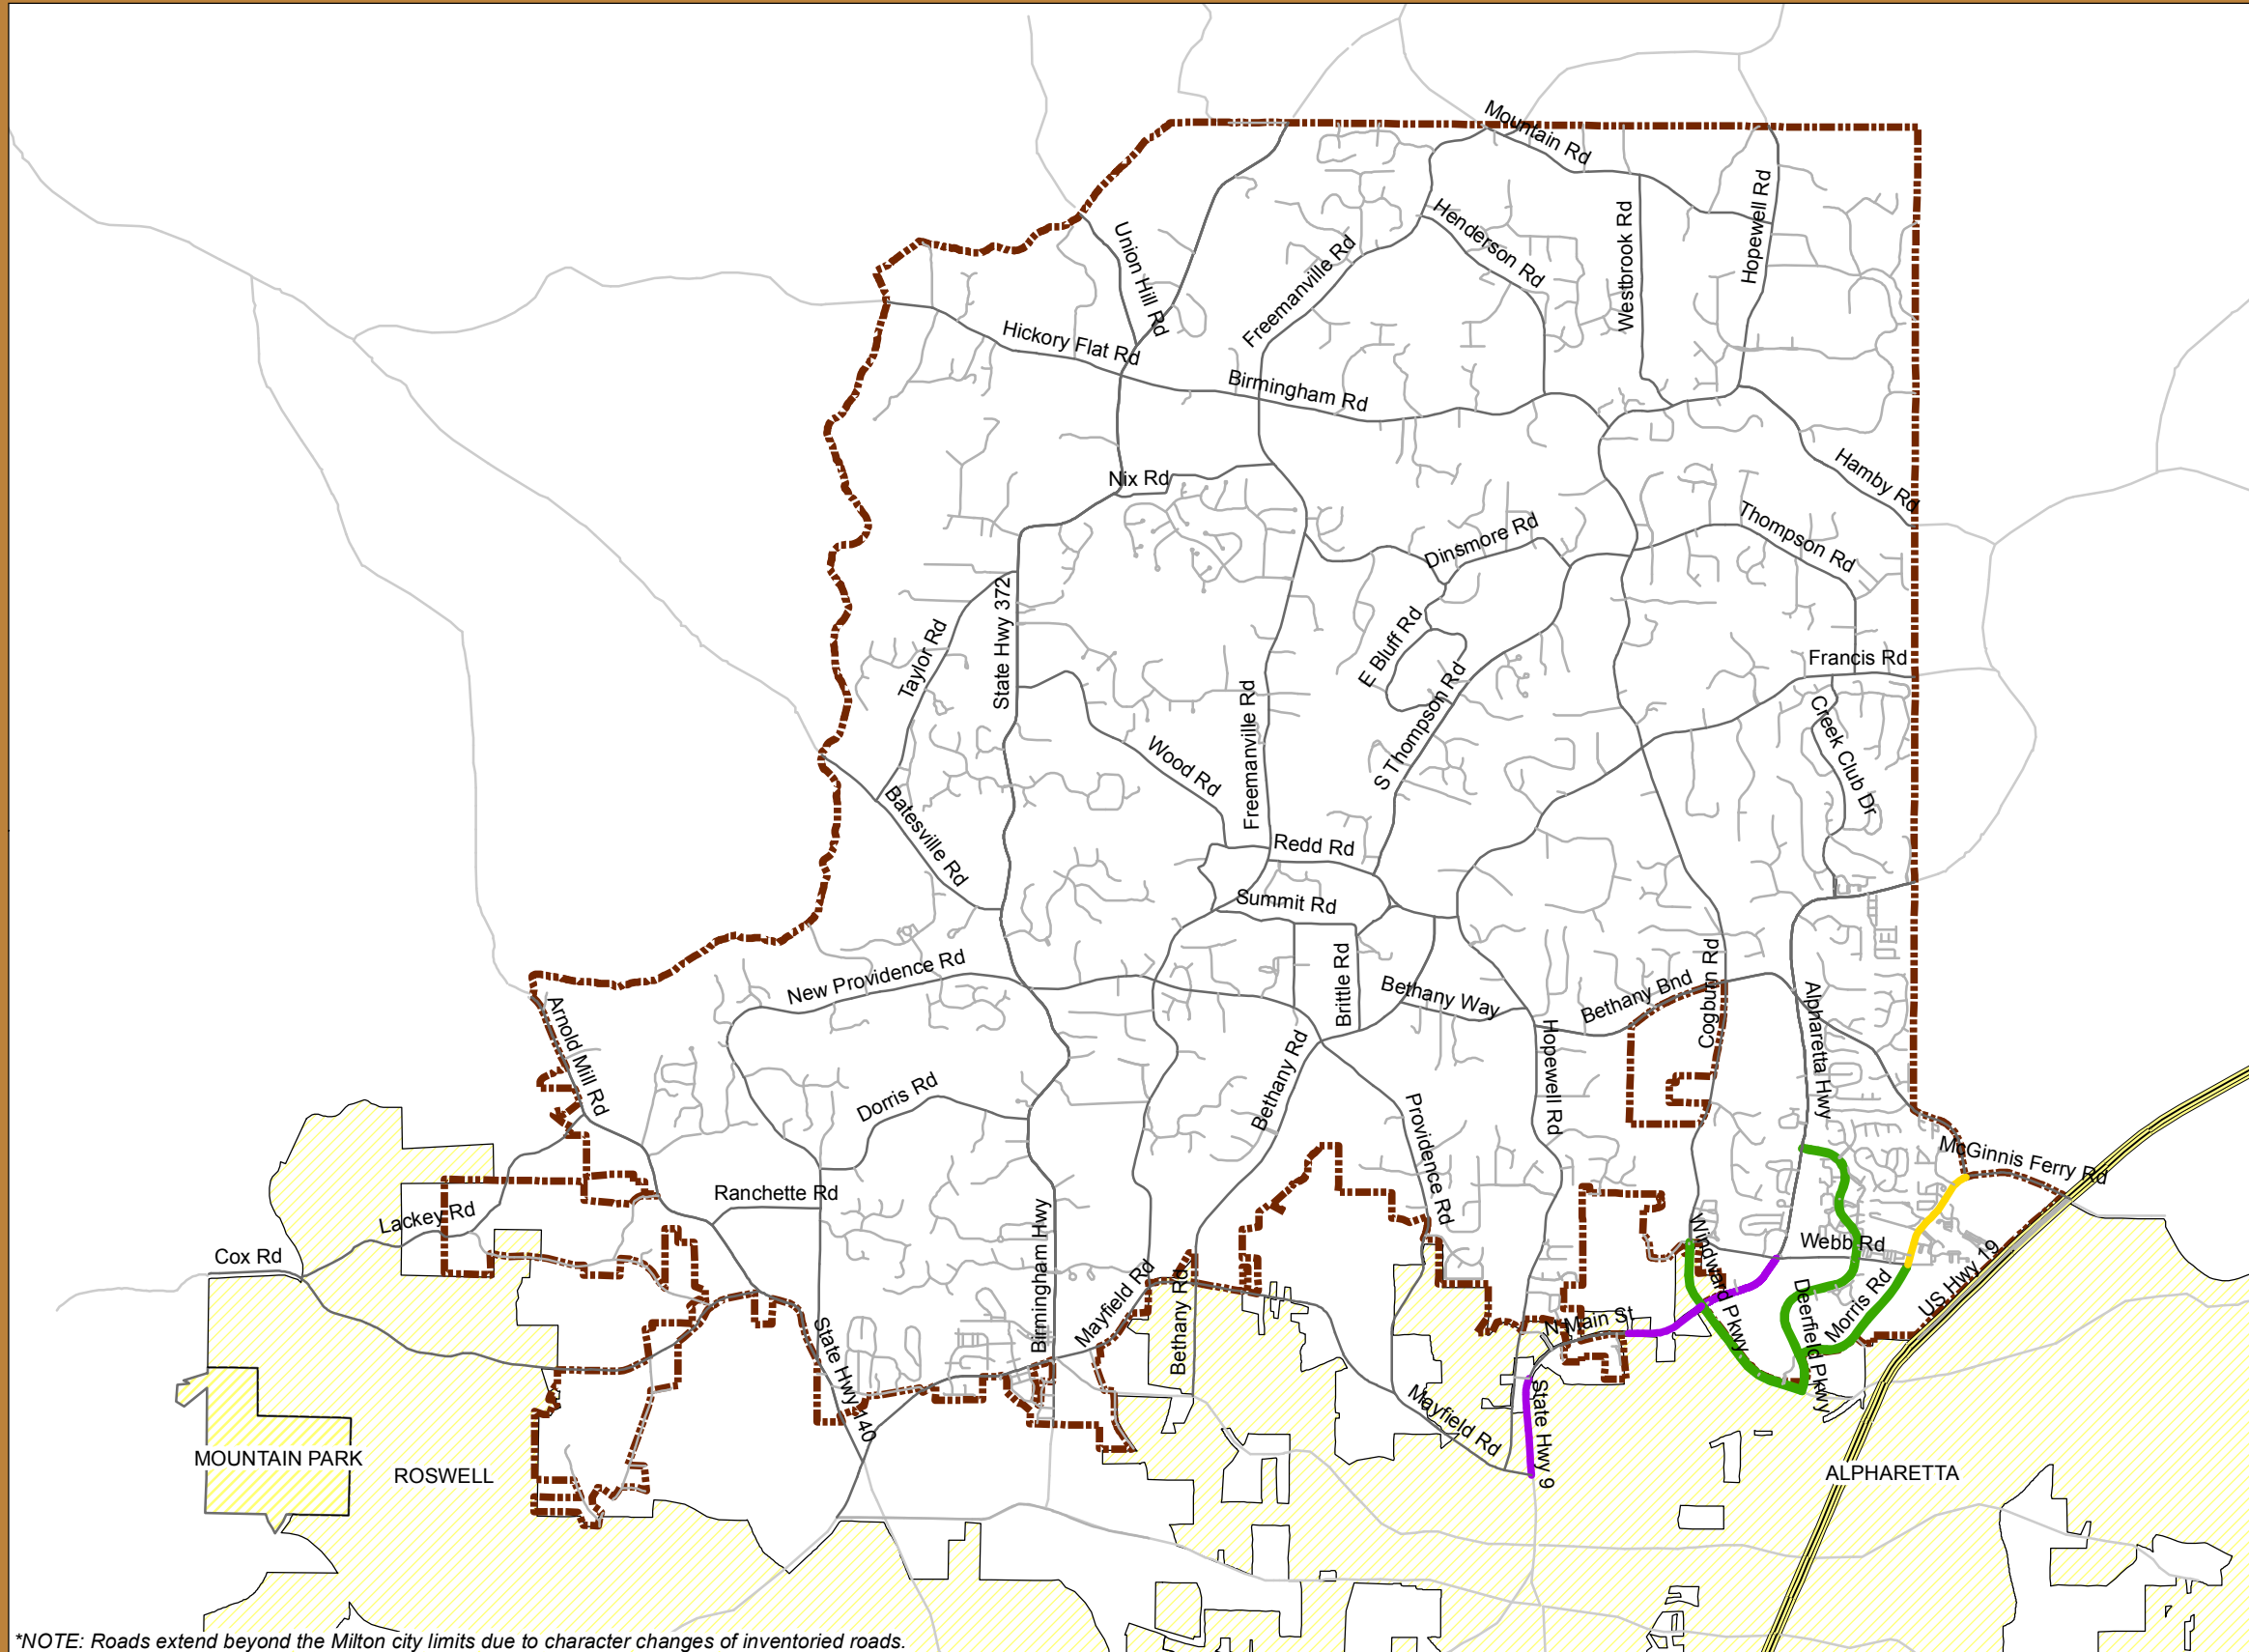 Mountain Rd
Hopewell Rd
Union Hill Rd
Henderson Rd
Westbrook Rd
Freemanville Rd
Hickory Flat Rd
Birmingham Rd
Nix Rd
Hamby Rd
Dinsmore Rd
Thompson Rd
State Hwy 372
Taylor Rd
E Bluff Rd
Francis Rd
S Thompson Rd
Freemanville Rd
Creek Club Dr
Wood Rd
Batesville Rd
Redd Rd
Summit Rd
New Providence Rd
Brittle Rd
Bethany Way
Bethany Bnd
Cogburn Rd
Alpharetta Hwy
Arnold Mill Rd
Hopewell Rd
Dorris Rd
Bethany Rd
Providence Rd
McGinnis Ferry Rd
Ranchette Rd
Lackey Rd
Cox Rd
Birmingham Hwy
Mayfield Rd
Bethany Rd
Windward Pkwy
Webb Rd
Deerfield Pkwy
Morris Rd
US Hwy 19
N Main St
State Hwy 140
Mayfield Rd
State Hwy 9
MOUNTAIN PARK
ROSWELL
ALPHARETTA
*NOTE: Roads extend beyond the Milton city limits due to character changes of inventoried roads.